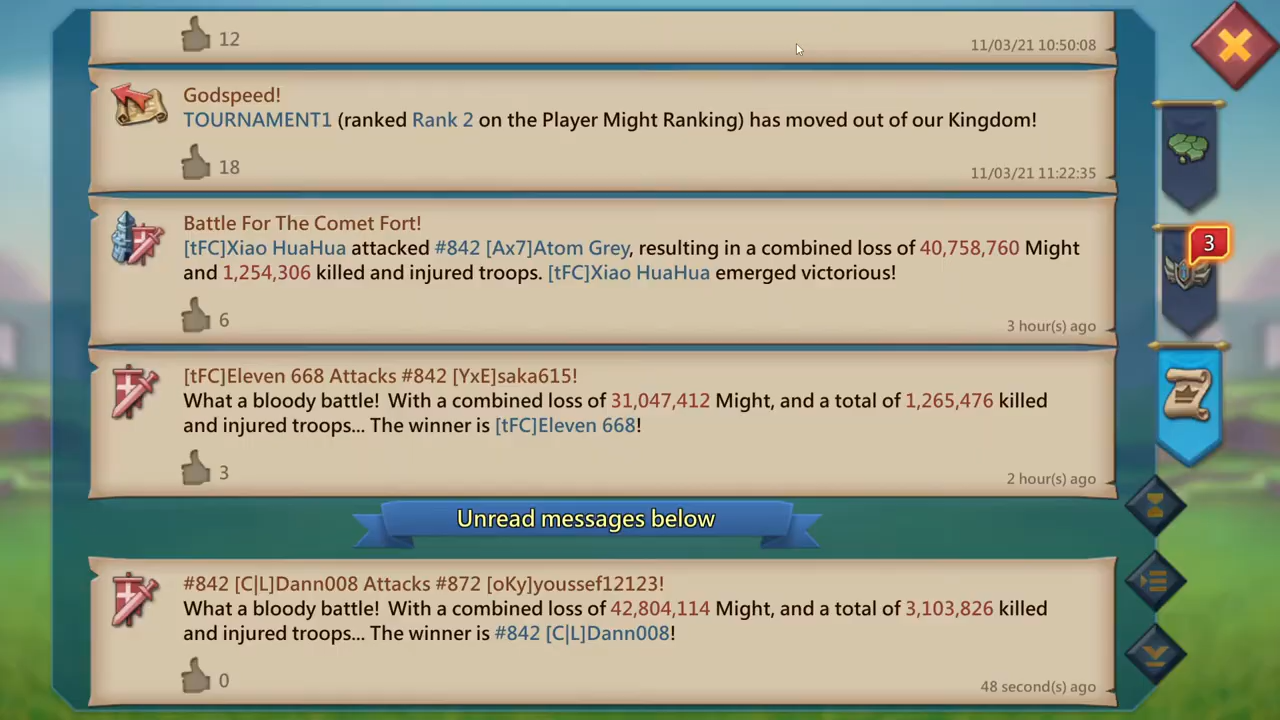 12
11/03/21 10:50:08
Godspeed!
TOURNAMENT1 (ranked Rank 2 on the Player Might Ranking) has moved out of our Kingdom!
18
11/03/21 11:22:35
Battle For The Comet Fort!
[tFC]Xiao HuaHua attacked #842 [Ax7]Atom Grey, resulting in a combined loss of 40,758,760 Might
and 1,254,306 killed and injured troops. [tFC]Xiao HuaHua emerged victorious!
6
3 hour(s) ago
3
[tFC]Eleven 668 Attacks #842 [YxE]saka615!
What a bloody battle! With a combined loss of 31,047,412 Might, and a total of 1,265,476 killed
and injured troops... The winner is [tFC]Eleven 668!
3
2 hour(s) ago
Unread messages below
#842 [C|L]Dann008 Attacks #872 [oKy]youssef12123!
What a bloody battle! With a combined loss of 42,804,114 Might, and a total of 3,103,826 killed
and injured troops... The winner is #842 [C|L]Dann008!
0
48 second(s) ago